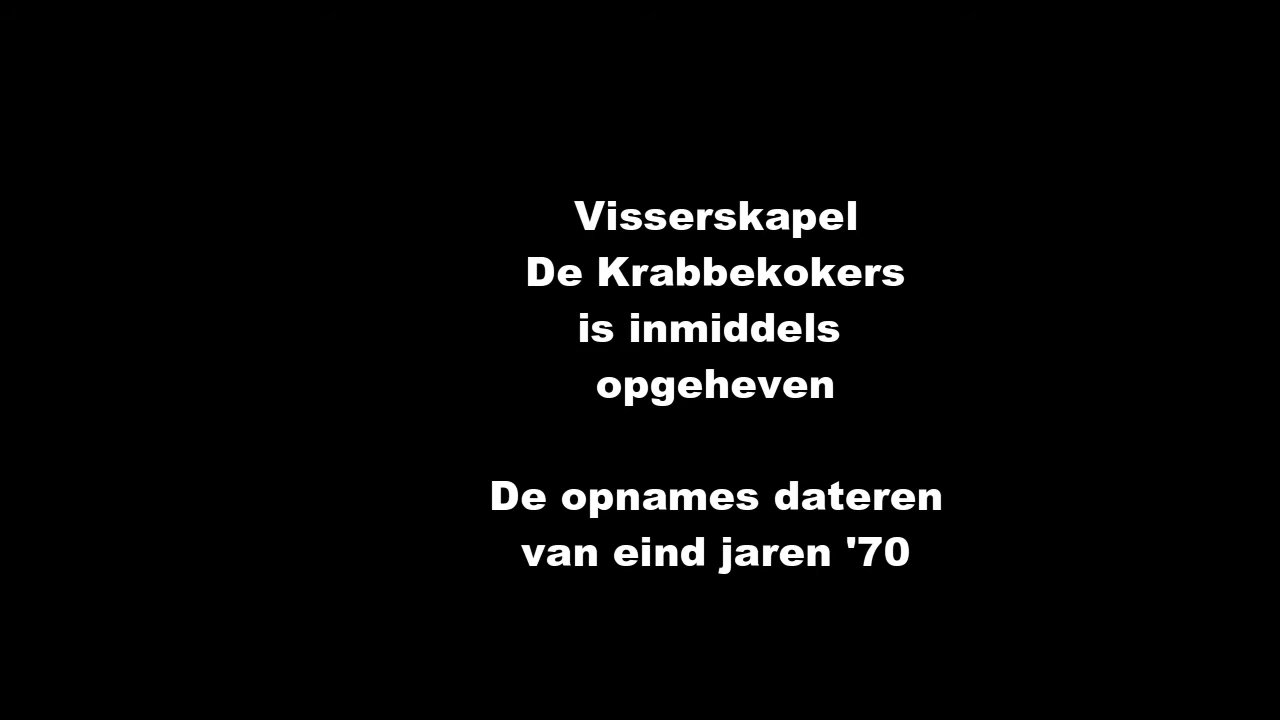 Visserskapel
De Krabbekokers
is inmiddels
opgeheven
De opnames dateren
van eind jaren '70